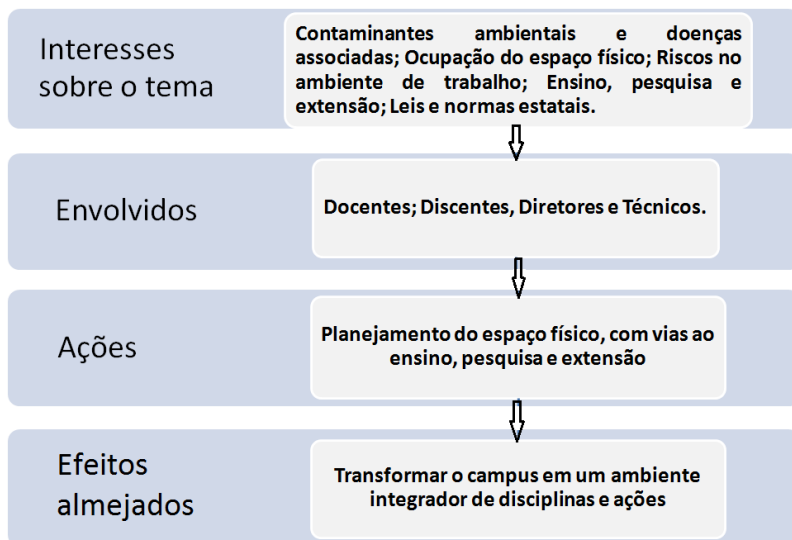 Interesses
sobre o tema
Contaminantes ambientais e doenças
associadas; Ocupação do espaço físico; Riscos no
ambiente de trabalho; Ensino, pesquisa e
extensão; Leis e normas estatais.
Envolvidos
Docentes; Discentes, Diretores e Técnicos.
Ações
Planejamento do espaço físico, com vias ao
ensino, pesquisa e extensão
Efeitos
almejados
Transformar o campus em um ambiente
integrador de disciplinas e ações